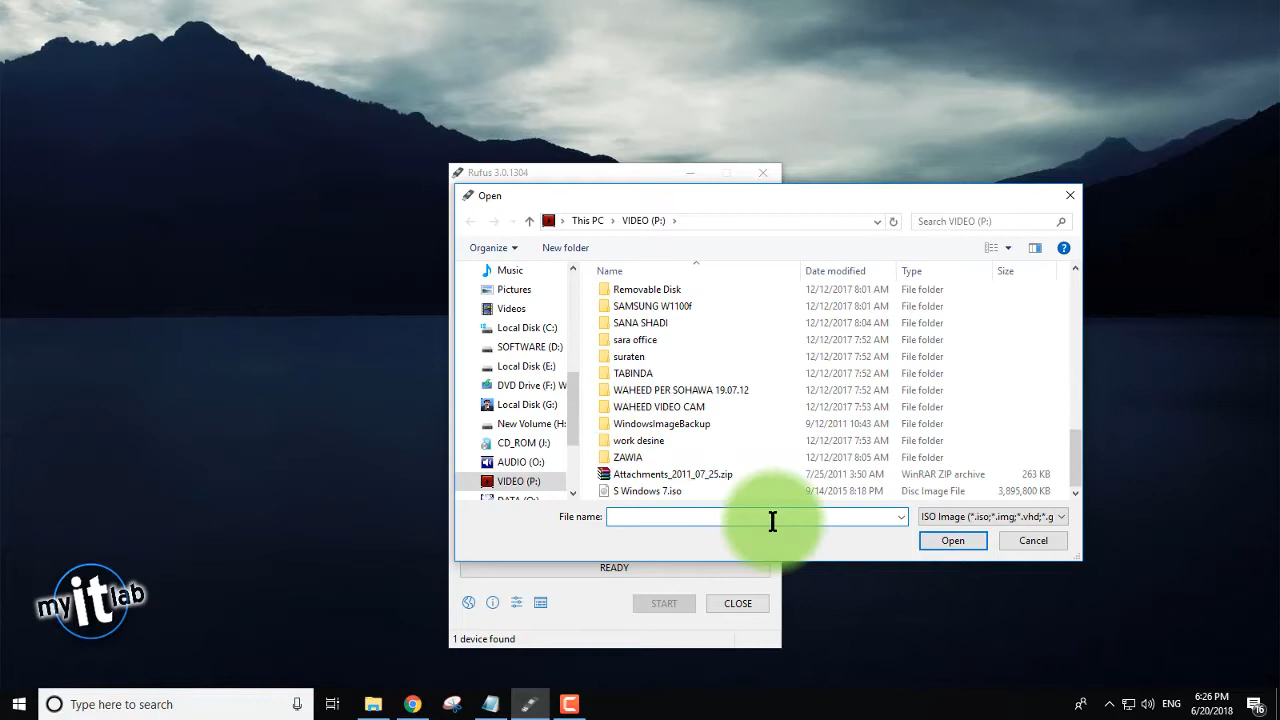 Rufus 3.0.1304
Open
This PC VIDEO (P:) Search VIDEO (P:)
Organize New folder
Name Date modified Type Size
Music
Pictures
Videos
Local Disk (C:)
SOFTWARE (D:)
Local Disk (E:)
DVD Drive (F:) W
Local Disk (G:)
New Volume (H:
CD_ROM (J:)
AUDIO (O:)
VIDEO (P:)
Removable Disk 12/12/2017 8:01 AM File folder
SAMSUNG W1100f 12/12/2017 8:01 AM File folder
SANA SHADI 12/12/2017 8:04 AM File folder
sara office 12/12/2017 7:52 AM File folder
suraten 12/12/2017 7:52 AM File folder
TABINDA 12/12/2017 7:52 AM File folder
WAHEED PER SOHAWA 19.07.12 12/12/2017 7:52 AM File folder
WAHEED VIDEO CAM 12/12/2017 7:53 AM File folder
WindowsImageBackup 9/12/2011 10:43 AM File folder
work desine 12/12/2017 7:53 AM File folder
ZAWIA 12/12/2017 8:05 AM File folder
Attachments_2011_07_25.zip 7/25/2011 3:50 AM WinRAR ZIP archive 263 KB
S Windows 7.iso 9/14/2015 8:18 PM Disc Image File 3,895,800 KB
File name: ISO Image (*.iso;*.img;*.vhd;*.g
Open Cancel
READY
START CLOSE
1 device found
my it lab
Type here to search
ENG 6:26 PM
6/20/2018
16